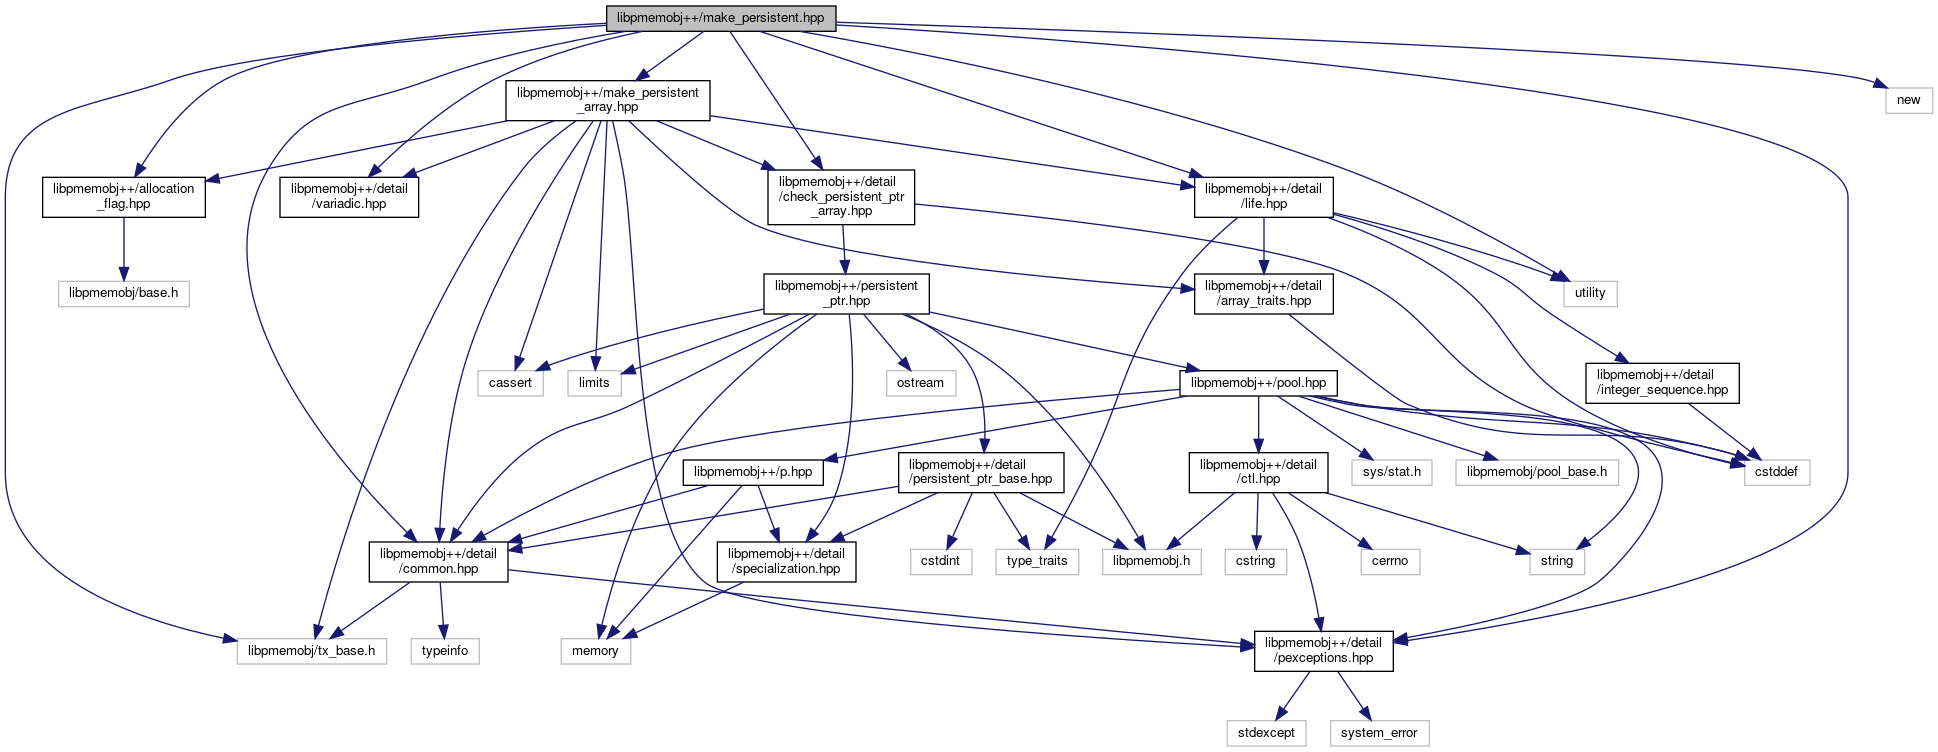 libpmemobj++/make_persistent.hpp
libpmemobj++/make_persistent
_array.hpp
new
libpmemobj++/allocation
_flag.hpp
libpmemobj++/detail
/variadic.hpp
libpmemobj++/detail
/check_persistent_ptr
_array.hpp
libpmemobj++/detail
/life.hpp
libpmemobj/base.h
libpmemobj++/persistent
_ptr.hpp
libpmemobj++/detail
/array_traits.hpp
utility
cassert
limits
ostream
libpmemobj++/pool.hpp
libpmemobj++/detail
/integer_sequence.hpp
libpmemobj++/p.hpp
libpmemobj++/detail
/persistent_ptr_base.hpp
libpmemobj++/detail
/ctl.hpp
sys/stat.h
libpmemobj/pool_base.h
cstddef
libpmemobj++/detail
/common.hpp
libpmemobj++/detail
/specialization.hpp
cstdint
type_traits
libpmemobj.h
cstring
cerrno
string
libpmemobj/tx_base.h
typeinfo
memory
libpmemobj++/detail
/pexceptions.hpp
stdexcept
system_error